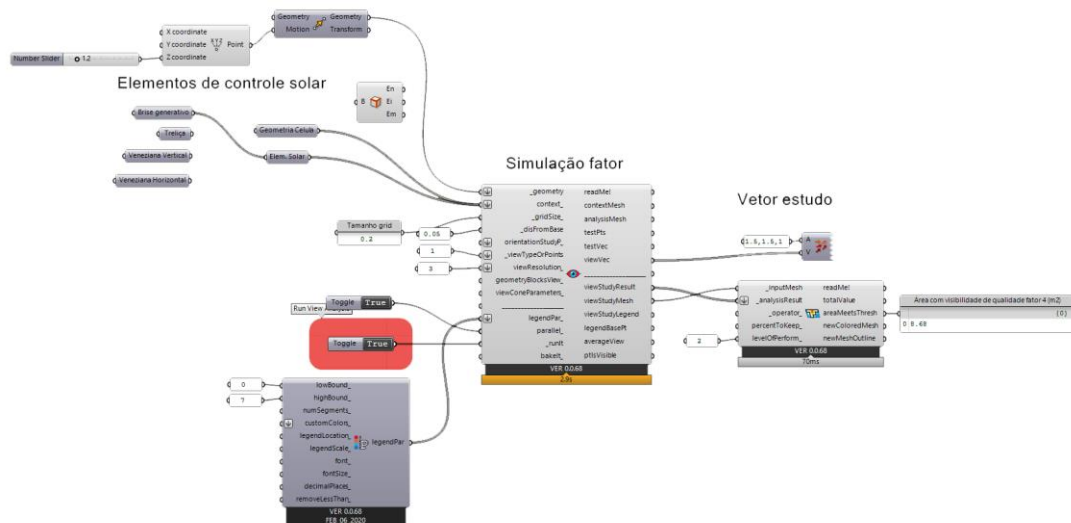 X coordinate
Y coordinate
Z coordinate
Point
Geometry
Motion
Geometry
Transform
Number Slider
1.2
Elementos de controle solar
B
En
Ei
Em
Brise generativo
Treliça
Veneziana Vertical
Veneziana Horizontal
Geometria Celula
Elem. Solar
Simulação fator
Tamanho grid
0.2
0.05
1
3
_geometry
context_
_gridSize_
_disFromBase
orientationStudyP_
_viewTypeOrPoints
viewResolution_
geometryBlocksView_
viewConeParameters_
legendPar_
parallel_
_runIt
bakeIt_
readMe!
contextMesh
analysisMesh
testPts
testVec
viewVec
viewStudyResult
viewStudyMesh
viewStudyLegend
legendBasePt
averageView
ptIsVisible
VER 0.0.68
2.9s
Toggle
True
Run View Analysis
Toggle
True
0
7
lowBound_
highBound_
numSegments_
customColors_
legendLocation_
legendScale_
font_
fontSize_
decimalPlaces_
removeLessThan_
legendPar
VER 0.0.68
FEB_06_2020
Vetor estudo
1.5,1.5,1
A
V
_inputMesh
_analysisResult
_operator_
percentToKeep_
levelOfPerform_
2
readMe!
totalValue
areaMeetsThresh
newColoredMesh
newMeshOutline
VER 0.0.68
70ms
Área com visibilidade de qualidade fator 4 (m2)
{0}
0 8.68